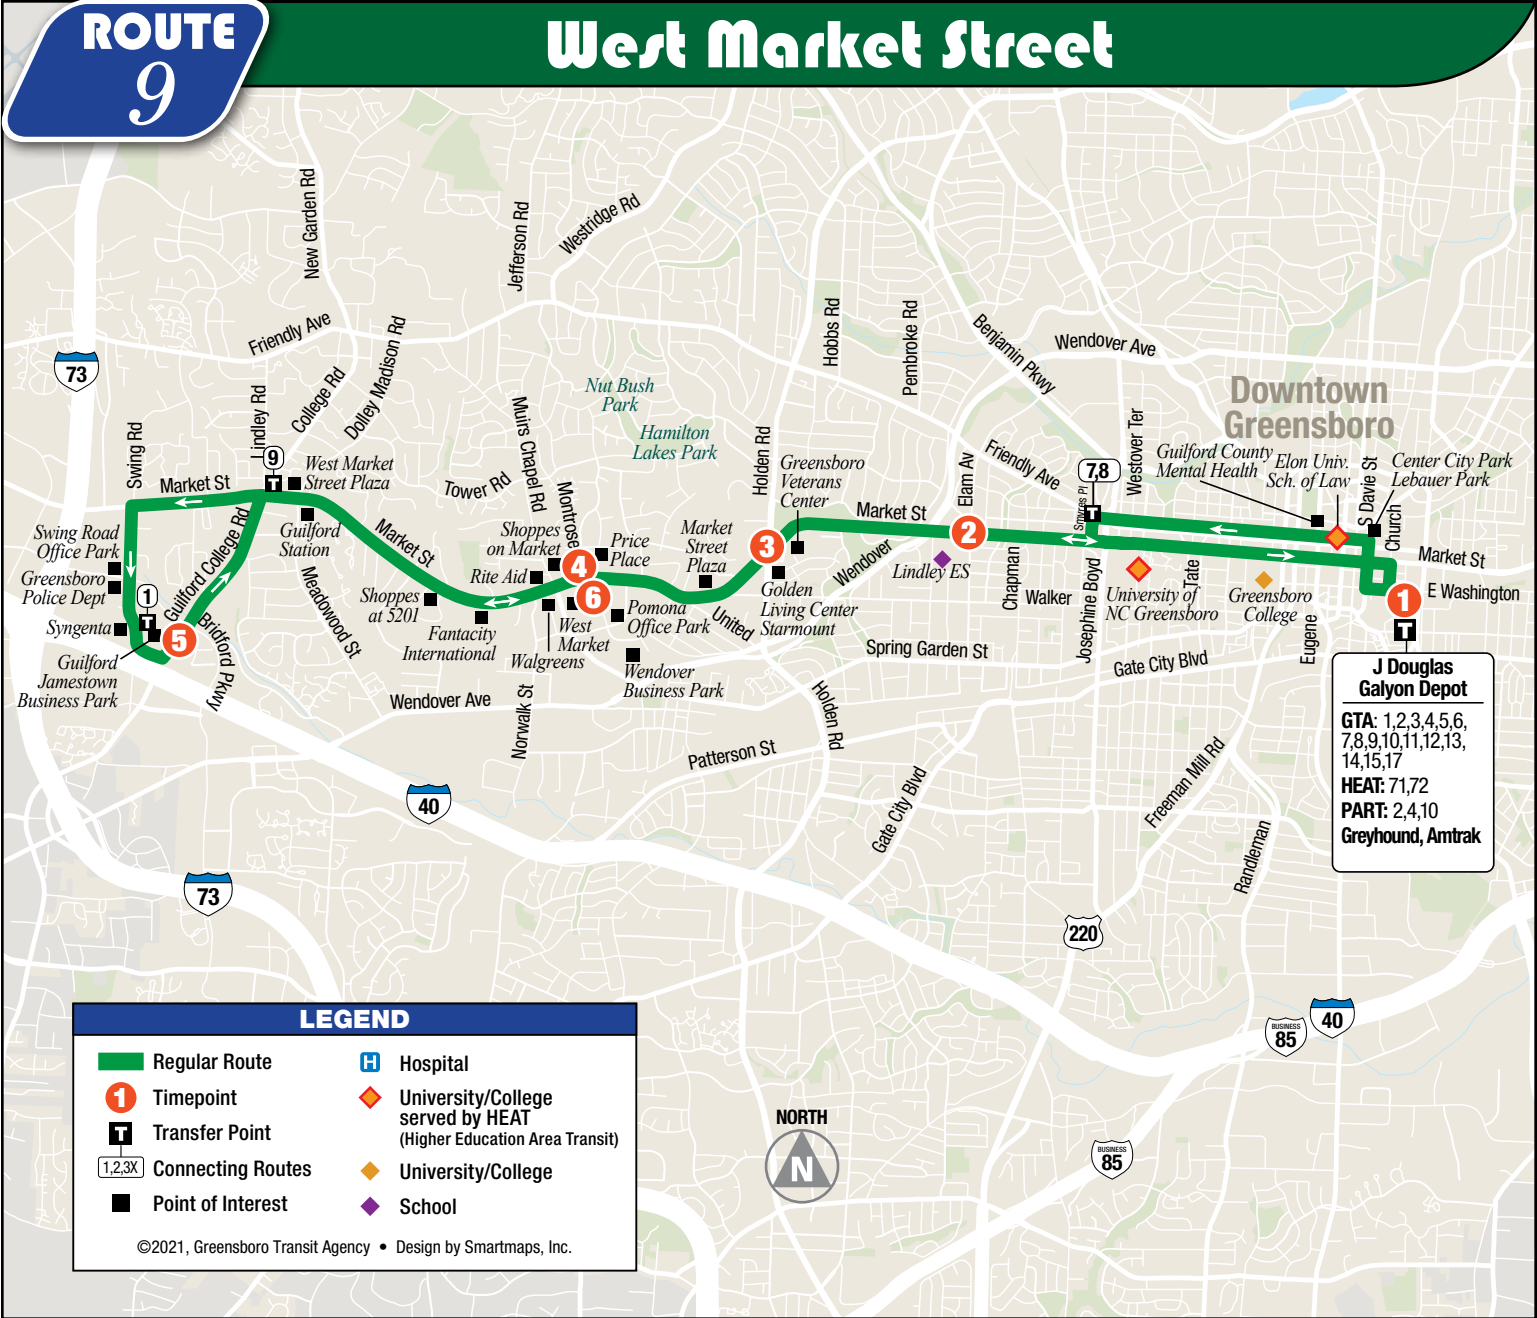 ROUTE
9
West Market Street
New Garden Rd
Jefferson Rd
Westridge Rd
Friendly Ave
Dolley Madison Rd
College Rd
Lindley Rd
Swing Rd
Hobbs Rd
Pembroke Rd
Benjamin Pkwy
Wendover Ave
73
Nut Bush
Park
Hamilton
Lakes Park
Downtown
Greensboro
Muirs Chapel Rd
Tower Rd
Montrose
Holden Rd
Elam Av
Friendly Ave
Westover Ter
Smyres Pl
7,8
T
9
T
West Market
Street Plaza
Guilford
Station
Market St
Market St
Greensboro
Veterans
Center
Market St
Guilford County
Mental Health
Elon Univ.
Sch. of Law
S Davie St
Center City Park
Lebauer Park
Church
Market St
E Washington
Swing Road
Office Park
Greensboro
Police Dept
Syngenta
Guilford
Jamestown
Business Park
1
T
5
Guilford College Rd
Bridford Pkwy
Meadowood St
Shoppes
at 5201
Fantacity
International
Rite Aid
Shoppes
on Market
4
6
Price
Place
Walgreens
West
Market
Pomona
Office Park
Wendover
Business Park
Market
Street
Plaza
United
3
Golden
Living Center
Starmount
Wendover
2
Lindley ES
Chapman
Walker
Josephine Boyd
University of
NC Greensboro
Tate
Greensboro
College
Eugene
1
T
Spring Garden St
Gate City Blvd
Wendover Ave
Norwalk St
Holden Rd
Patterson St
Gate City Blvd
Freeman Mill Rd
Randleman
J Douglas
Galyon Depot
GTA: 1,2,3,4,5,6,
7,8,9,10,11,12,13,
14,15,17
HEAT: 71,72
PART: 2,4,10
Greyhound, Amtrak
40
73
220
BUSINESS
85
40
BUSINESS
85
NORTH
N
LEGEND
Regular Route
1 Timepoint
T Transfer Point
1,2,3X Connecting Routes
Point of Interest
H Hospital
University/College
served by HEAT
(Higher Education Area Transit)
University/College
School
©2021, Greensboro Transit Agency • Design by Smartmaps, Inc.